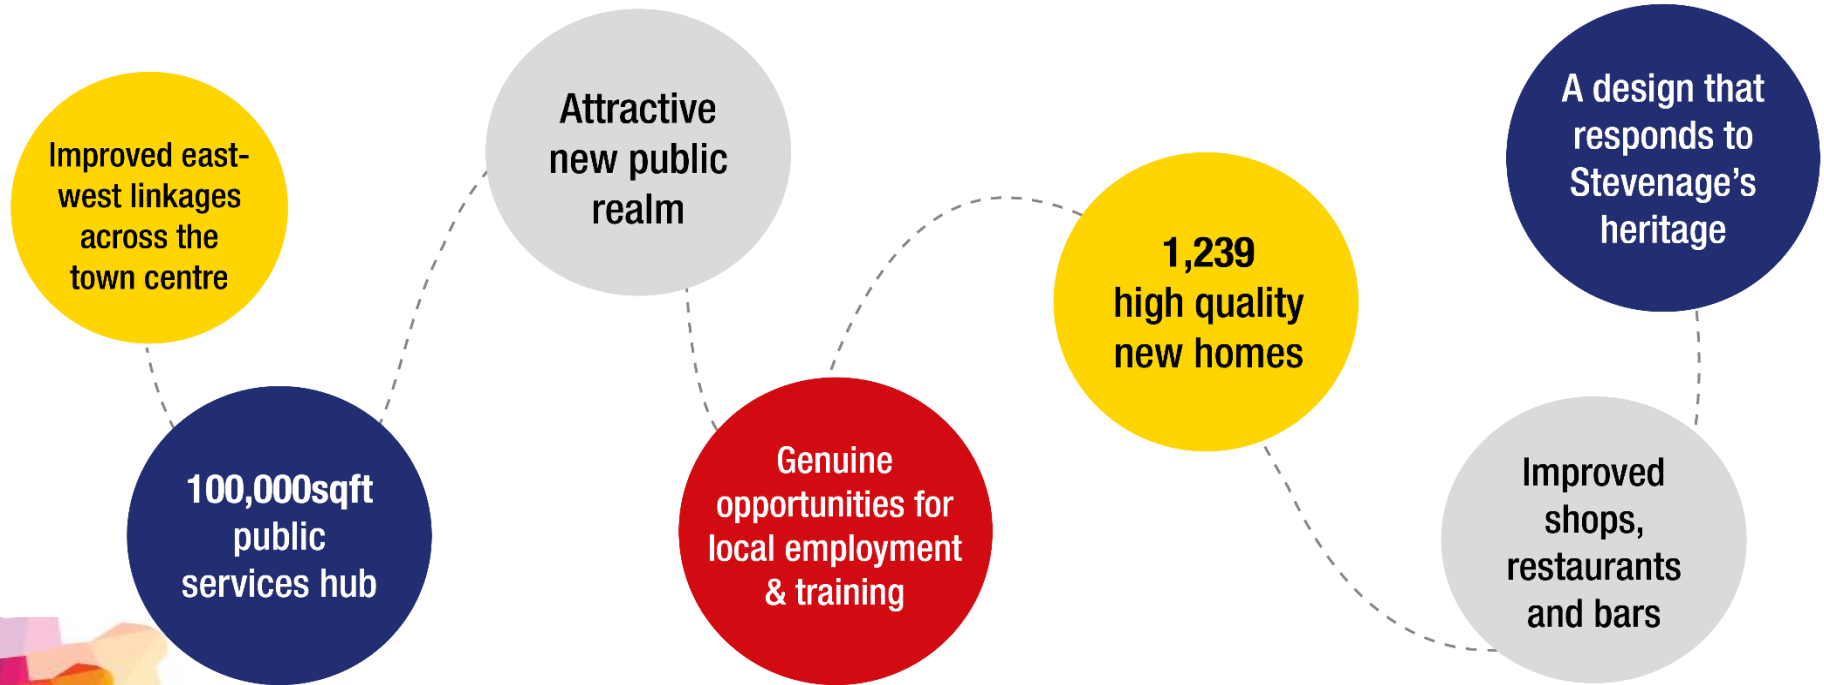 Improved east-
west linkages
across the
town centre
100,000sqft
public
services hub
Attractive
new public
realm
Genuine
opportunities for
local employment
& training
1,239
high quality
new homes
Improved
shops,
restaurants
and bars
A design that
responds to
Stevenage’s
heritage